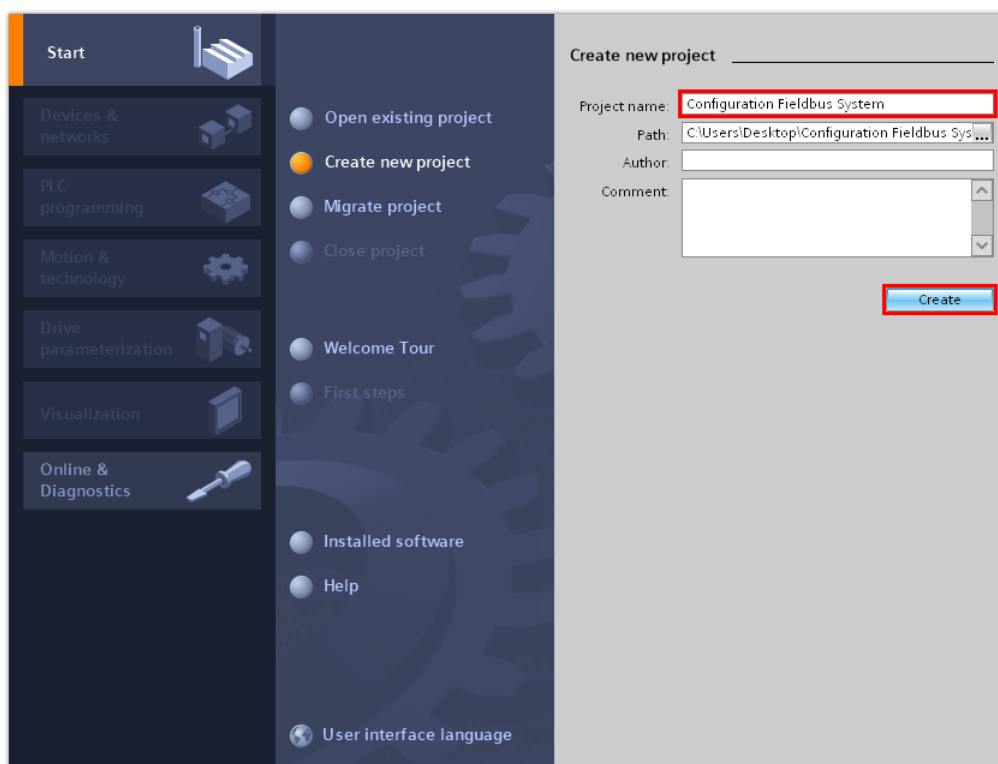 Start
Devices &
networks
PLC
programming
Motion &
technology
Drive
parameterization
Visualization
Online &
Diagnostics
Open existing project
Create new project
Migrate project
Close project
Welcome Tour
First steps
Installed software
Help
User interface language
Create new project
Project name: Configuration Fieldbus System
Path: C:\Users\Desktop\Configuration Fieldbus Sys...
Author:
Comment:
Create